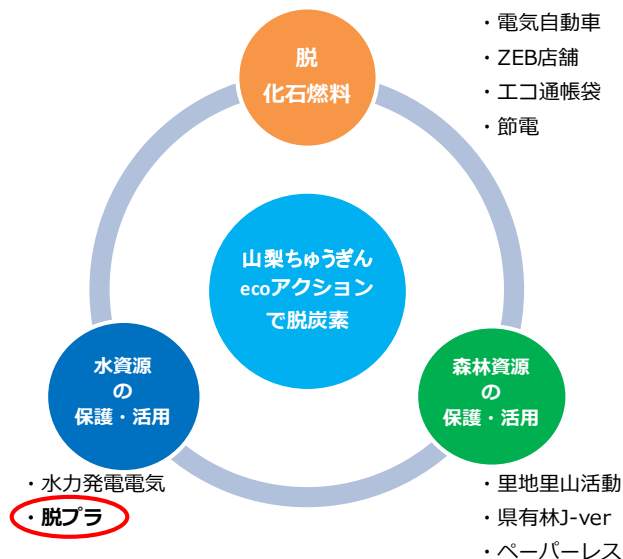 脱
化石燃料
・電気自動車
・ZEB店舗
・エコ通帳袋
・節電
山梨ちゅうぎん
ecoアクション
で脱炭素
水資源
の
保護・活用
・水力発電電気
・脱プラ
森林資源
の
保護・活用
・里地里山活動
・県有林J-ver
・ペーパーレス